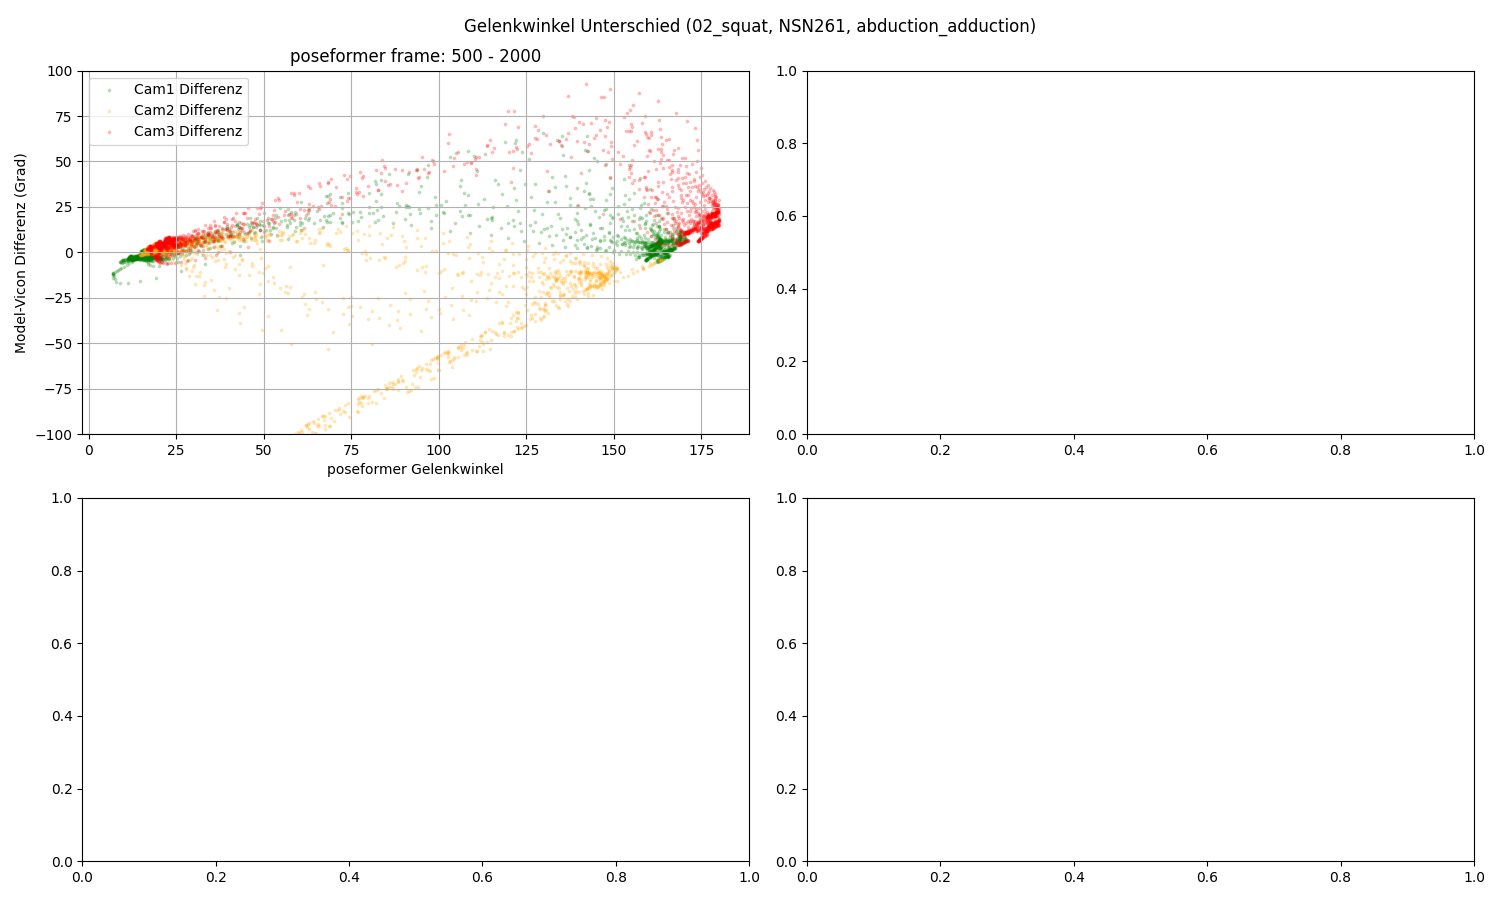 Gelenkwinkel Unterschied (02_squat, NSN261, abduction_adduction)
poseformer frame: 500 - 2000
Cam1 Differenz
Cam2 Differenz
Cam3 Differenz
Model-Vicon Differenz (Grad)
100
75
50
25
0
−25
−50
−75
−100
0 25 50 75 100 125 150 175
poseformer Gelenkwinkel
1.0
0.8
0.6
0.4
0.2
0.0
0.0 0.2 0.4 0.6 0.8 1.0
1.0
0.8
0.6
0.4
0.2
0.0
0.0 0.2 0.4 0.6 0.8 1.0
1.0
0.8
0.6
0.4
0.2
0.0
0.0 0.2 0.4 0.6 0.8 1.0